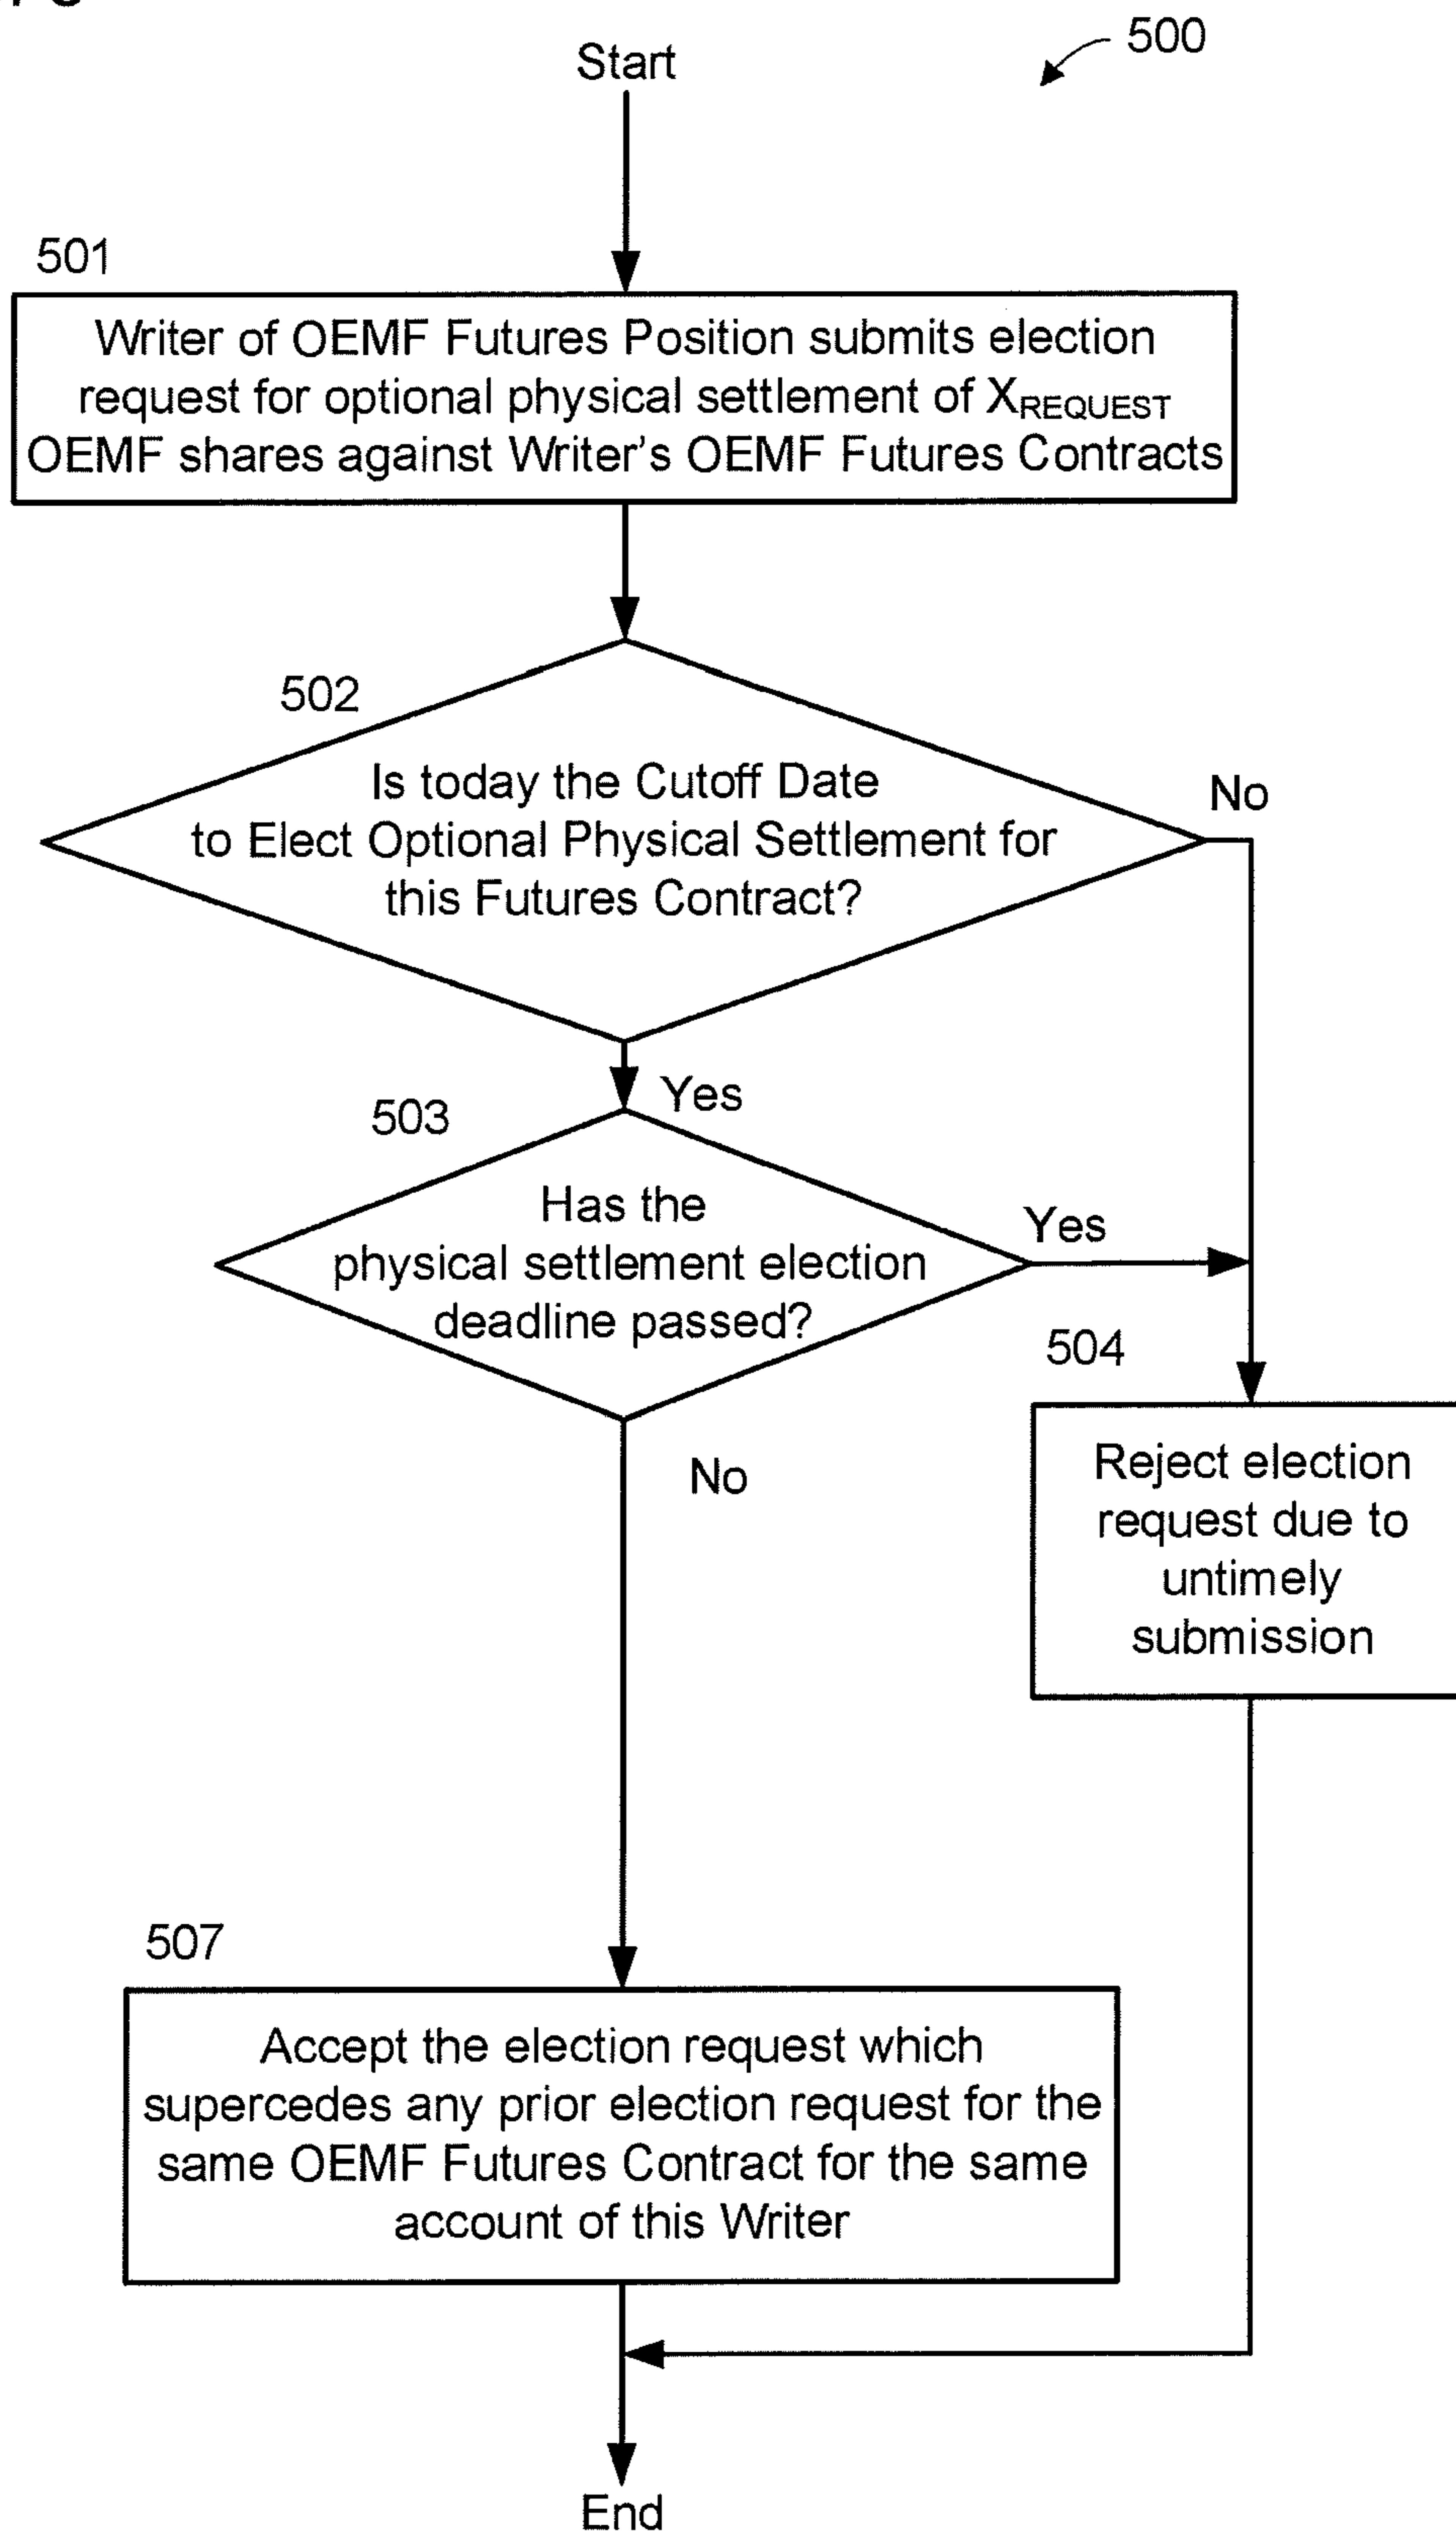 500
Start
501
Writer of OEMF Futures Position submits election
request for optional physical settlement of XREQUEST
OEMF shares against Writer's OEMF Futures Contracts
502
Is today the Cutoff Date
to Elect Optional Physical Settlement for
this Futures Contract?
No
Yes
503
Has the
physical settlement election
deadline passed?
Yes
No
504
Reject election
request due to
untimely
submission
507
Accept the election request which
supercedes any prior election request for the
same OEMF Futures Contract for the same
account of this Writer
End